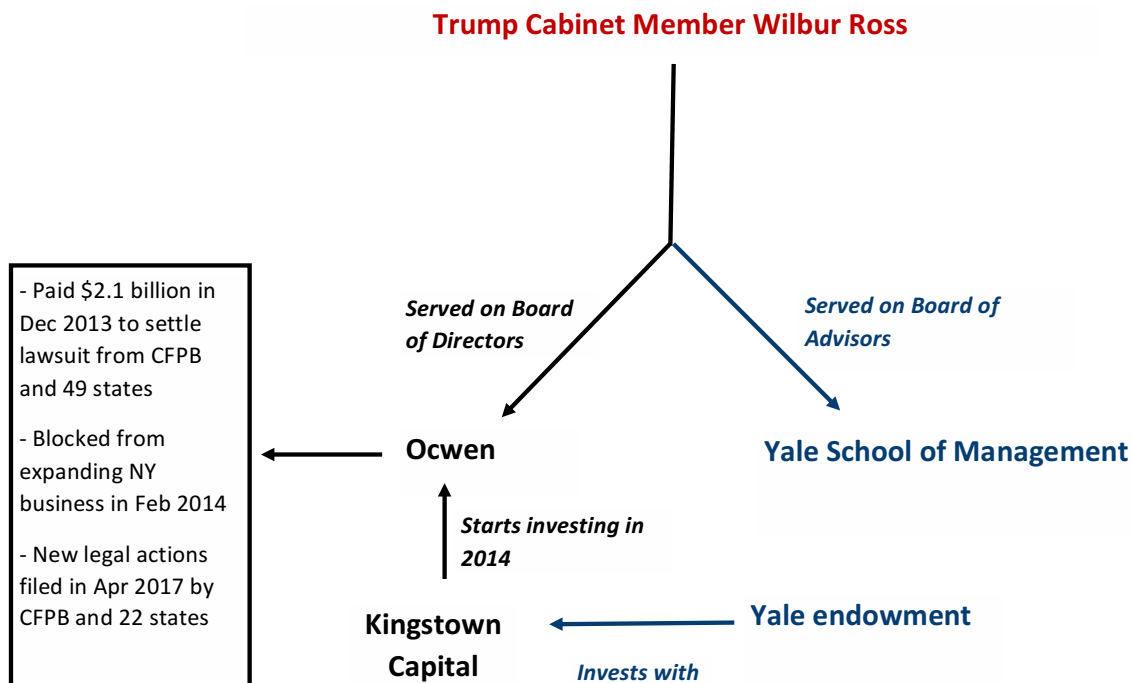 Trump Cabinet Member Wilbur Ross
- Paid $2.1 billion in
Dec 2013 to settle
lawsuit from CFPB
and 49 states
- Blocked from
expanding NY
business in Feb 2014
- New legal actions
filed in Apr 2017 by
CFPB and 22 states
Served on Board
of Directors
Served on Board of
Advisors
Ocwen
Yale School of Management
Starts investing in
2014
Kingstown
Capital
Yale endowment
Invests with